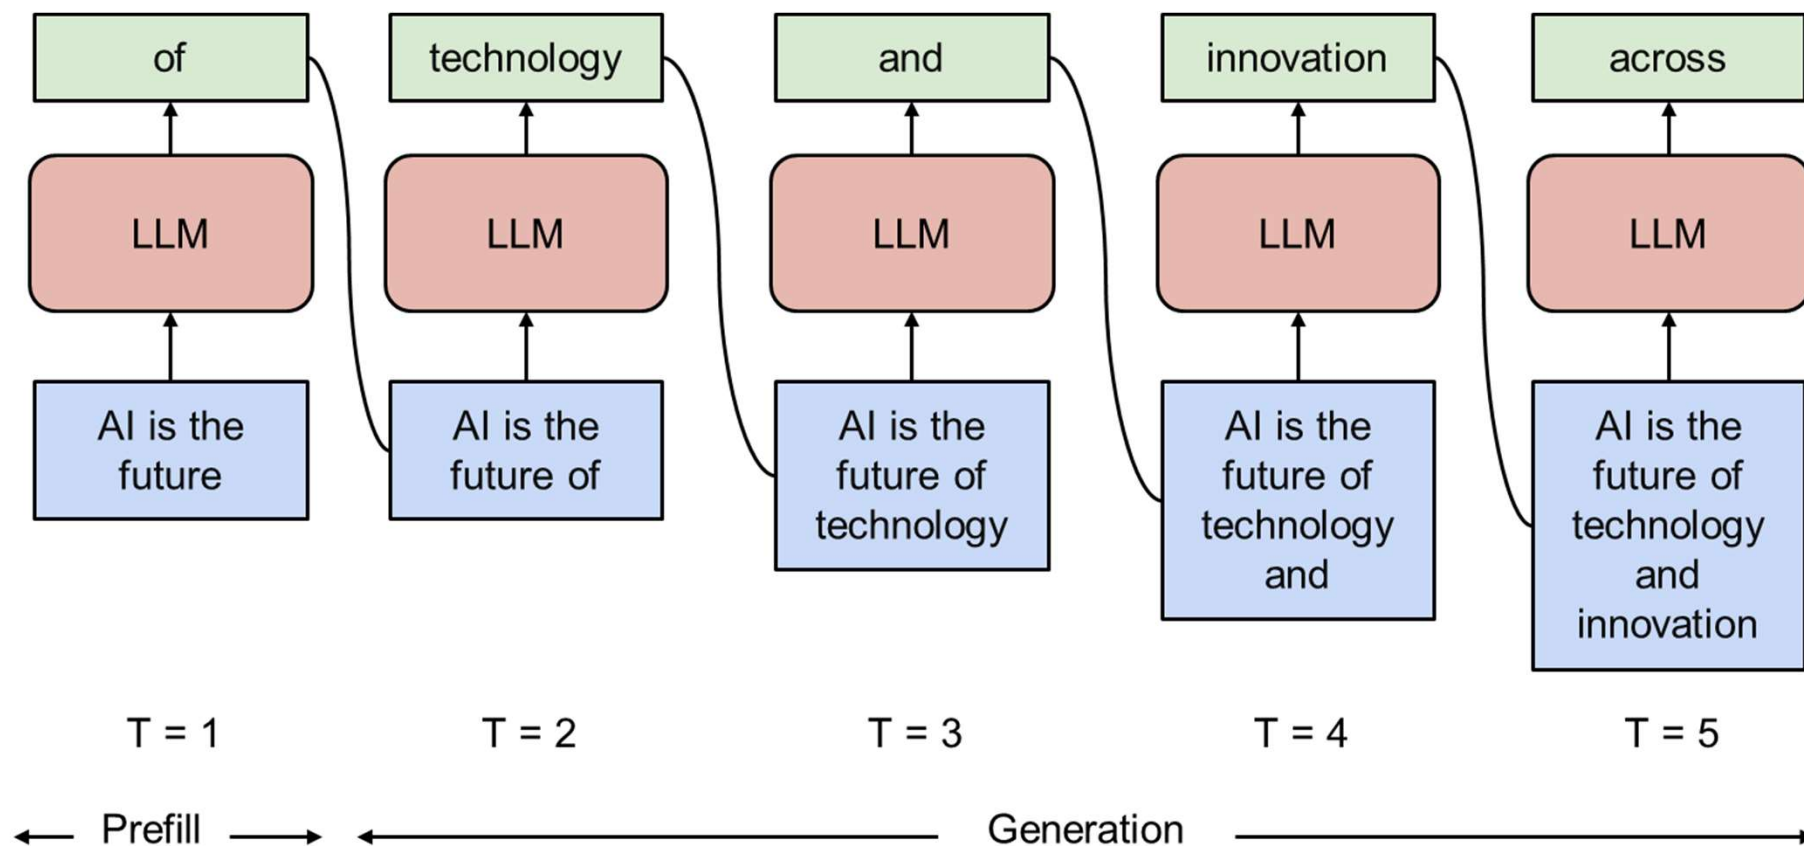 of
technology
and
innovation
across
LLM
LLM
LLM
LLM
LLM
AI is the
future
AI is the
future of
AI is the
future of
technology
AI is the
future of
technology
and
AI is the
future of
technology
and
innovation
T = 1
T = 2
T = 3
T = 4
T = 5
Prefill
Generation